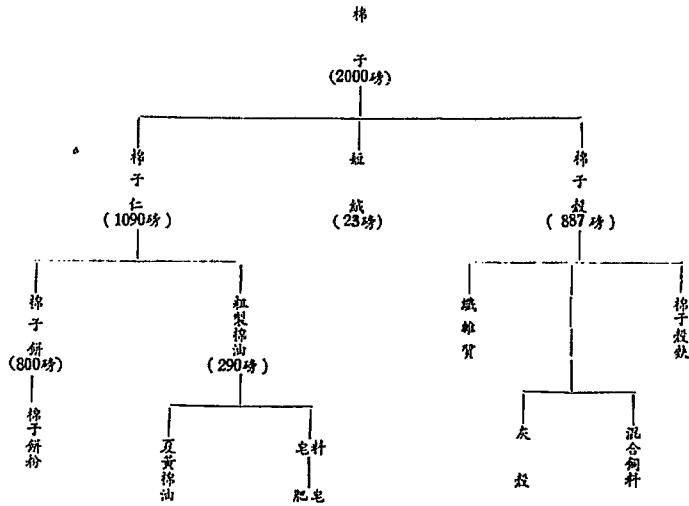 棉子
(2000磅)
棉子仁
(1090磅)
短絨
(23磅)
棉子殼
(887磅)
棉子餅
(800磅)
粗製棉油
(290磅)
纖維質
棉子殼麩
棉子餅粉
夏黃棉油
皂料
肥皂
灰殼
混合飼料